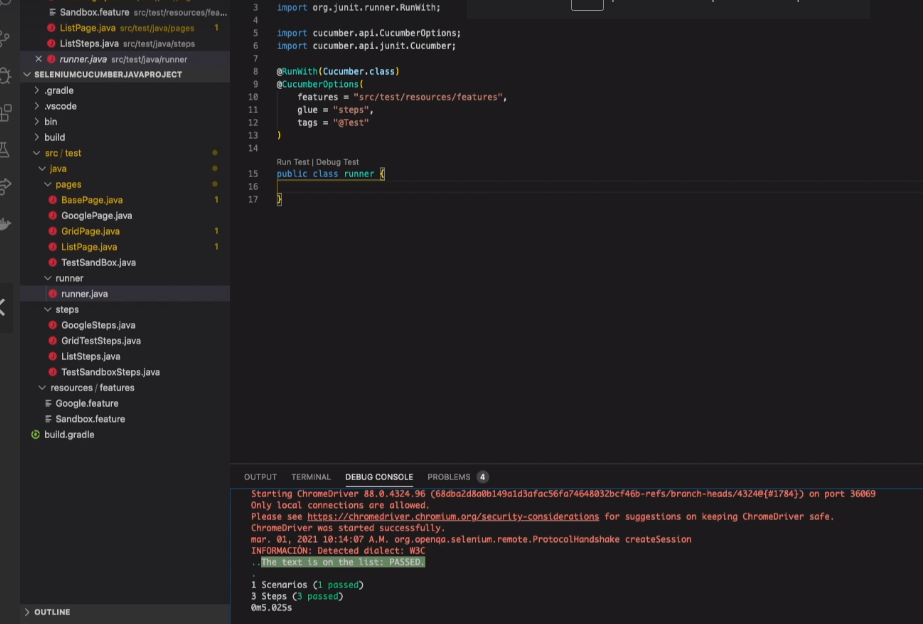 Sandbox.feature src/test/resources/fea...
ListPage.java src/test/java/pages 1
ListSteps.java src/test/java/steps
runner.java src/test/java/runner
SELENIUMCUCUMBERJAVAPROJECT
.gradle
.vscode
bin
build
src / test
java
pages
BasePage.java 1
GooglePage.java
GridPage.java 1
ListPage.java 1
TestSandBox.java
runner
runner.java
steps
GoogleSteps.java
GridTestSteps.java
ListSteps.java
TestSandboxSteps.java
resources / features
Google.feature
Sandbox.feature
build.gradle
OUTLINE
3 import org.junit.runner.RunWith;
4
5 import cucumber.api.CucumberOptions;
6 import cucumber.api.junit.Cucumber;
7
8 @RunWith(Cucumber.class)
9 @CucumberOptions(
10 features = "src/test/resources/features",
11 glue = "steps",
12 tags = "@Test"
13 )
14
Run Test | Debug Test
15 public class runner {
16
17 }
OUTPUT TERMINAL DEBUG CONSOLE PROBLEMS 4
Starting ChromeDriver 88.0.4324.96 (68dba2d8a0b149a1d3afac56fa74648032bcf46b-refs/branch-heads/4324@{#1784}) on port 36069
Only local connections are allowed.
Please see https://chromedriver.chromium.org/security-considerations for suggestions on keeping ChromeDriver safe.
ChromeDriver was started successfully.
mar. 01, 2021 10:14:07 A.M. org.openqa.selenium.remote.ProtocolHandshake createSession
INFORMACIÓN: Detected dialect: W3C
..The text is on the list: PASSED.
.
1 Scenarios (1 passed)
3 Steps (3 passed)
0m5.025s